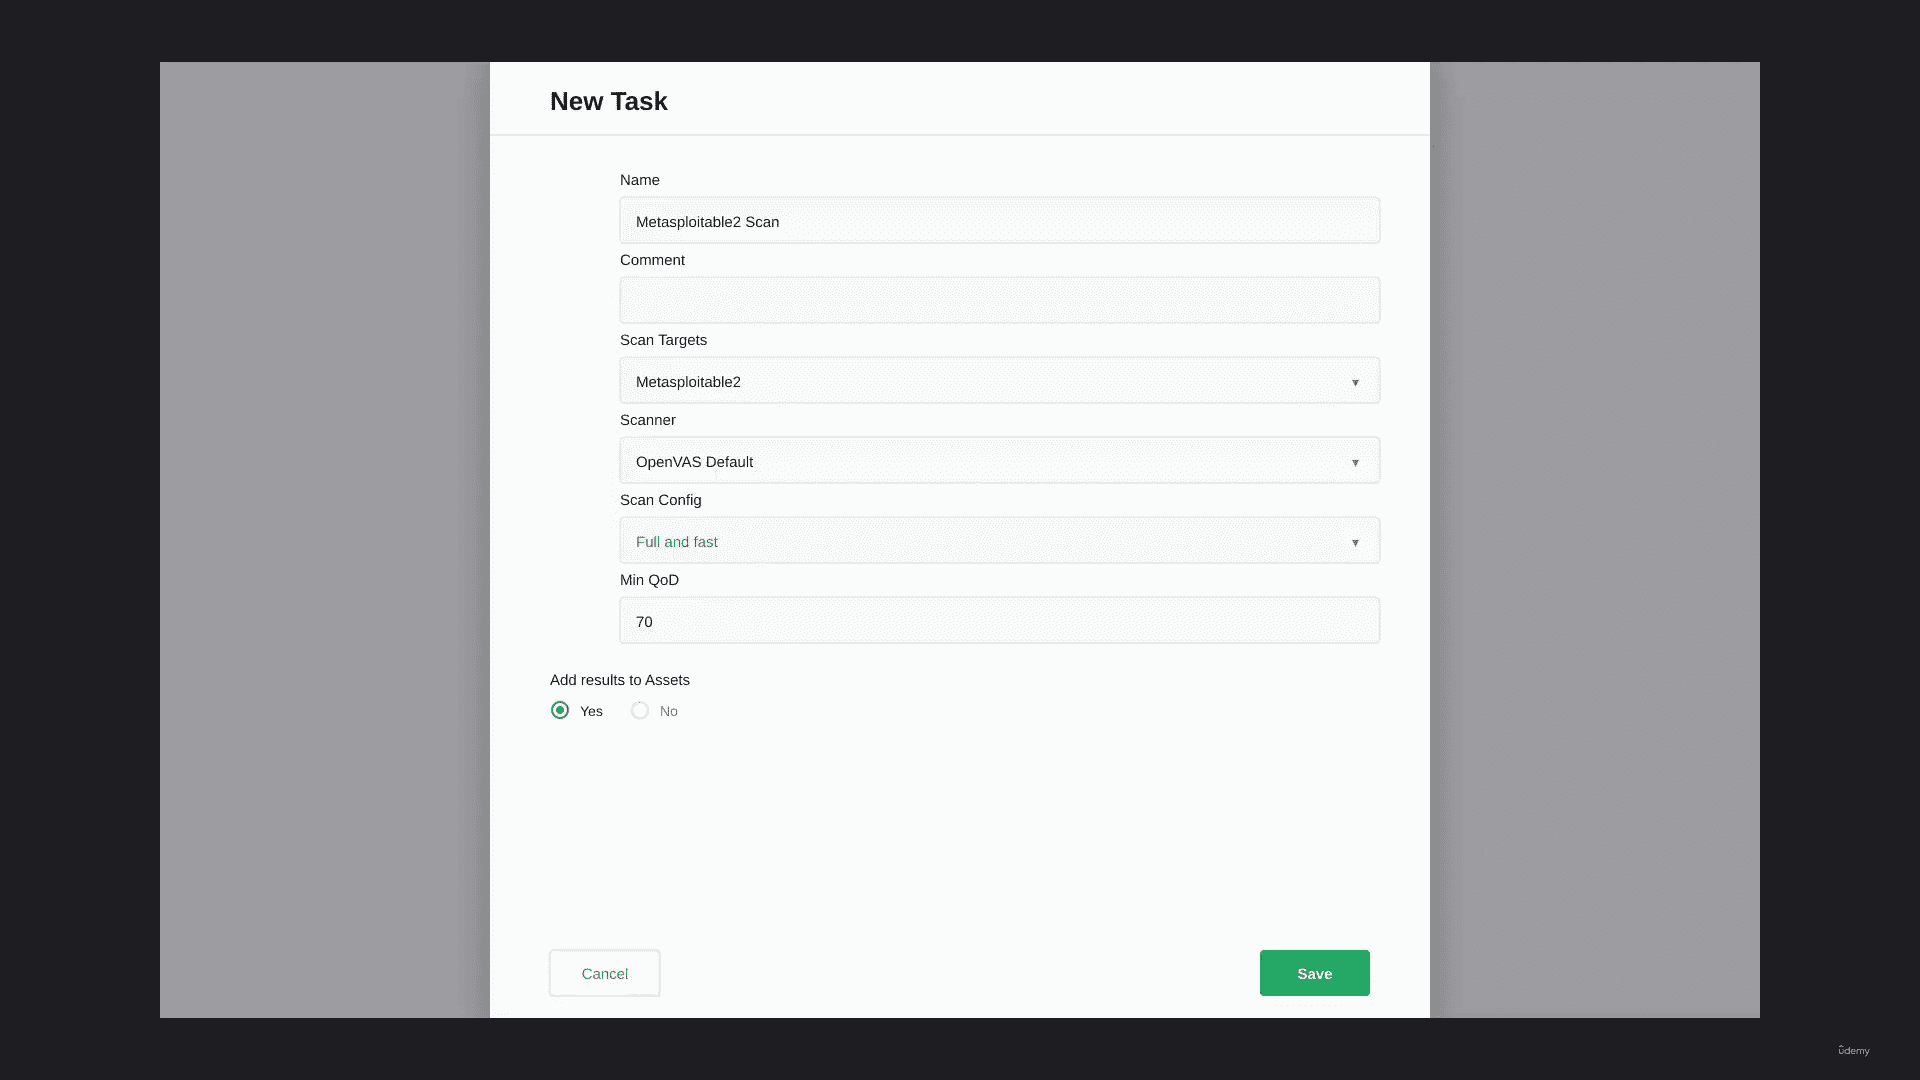 New Task
Name
Metasploitable2 Scan
Comment
Scan Targets
Metasploitable2
Scanner
OpenVAS Default
Scan Config
Full and fast
Min QoD
70
Add results to Assets
Yes No
Cancel Save
ûdemy